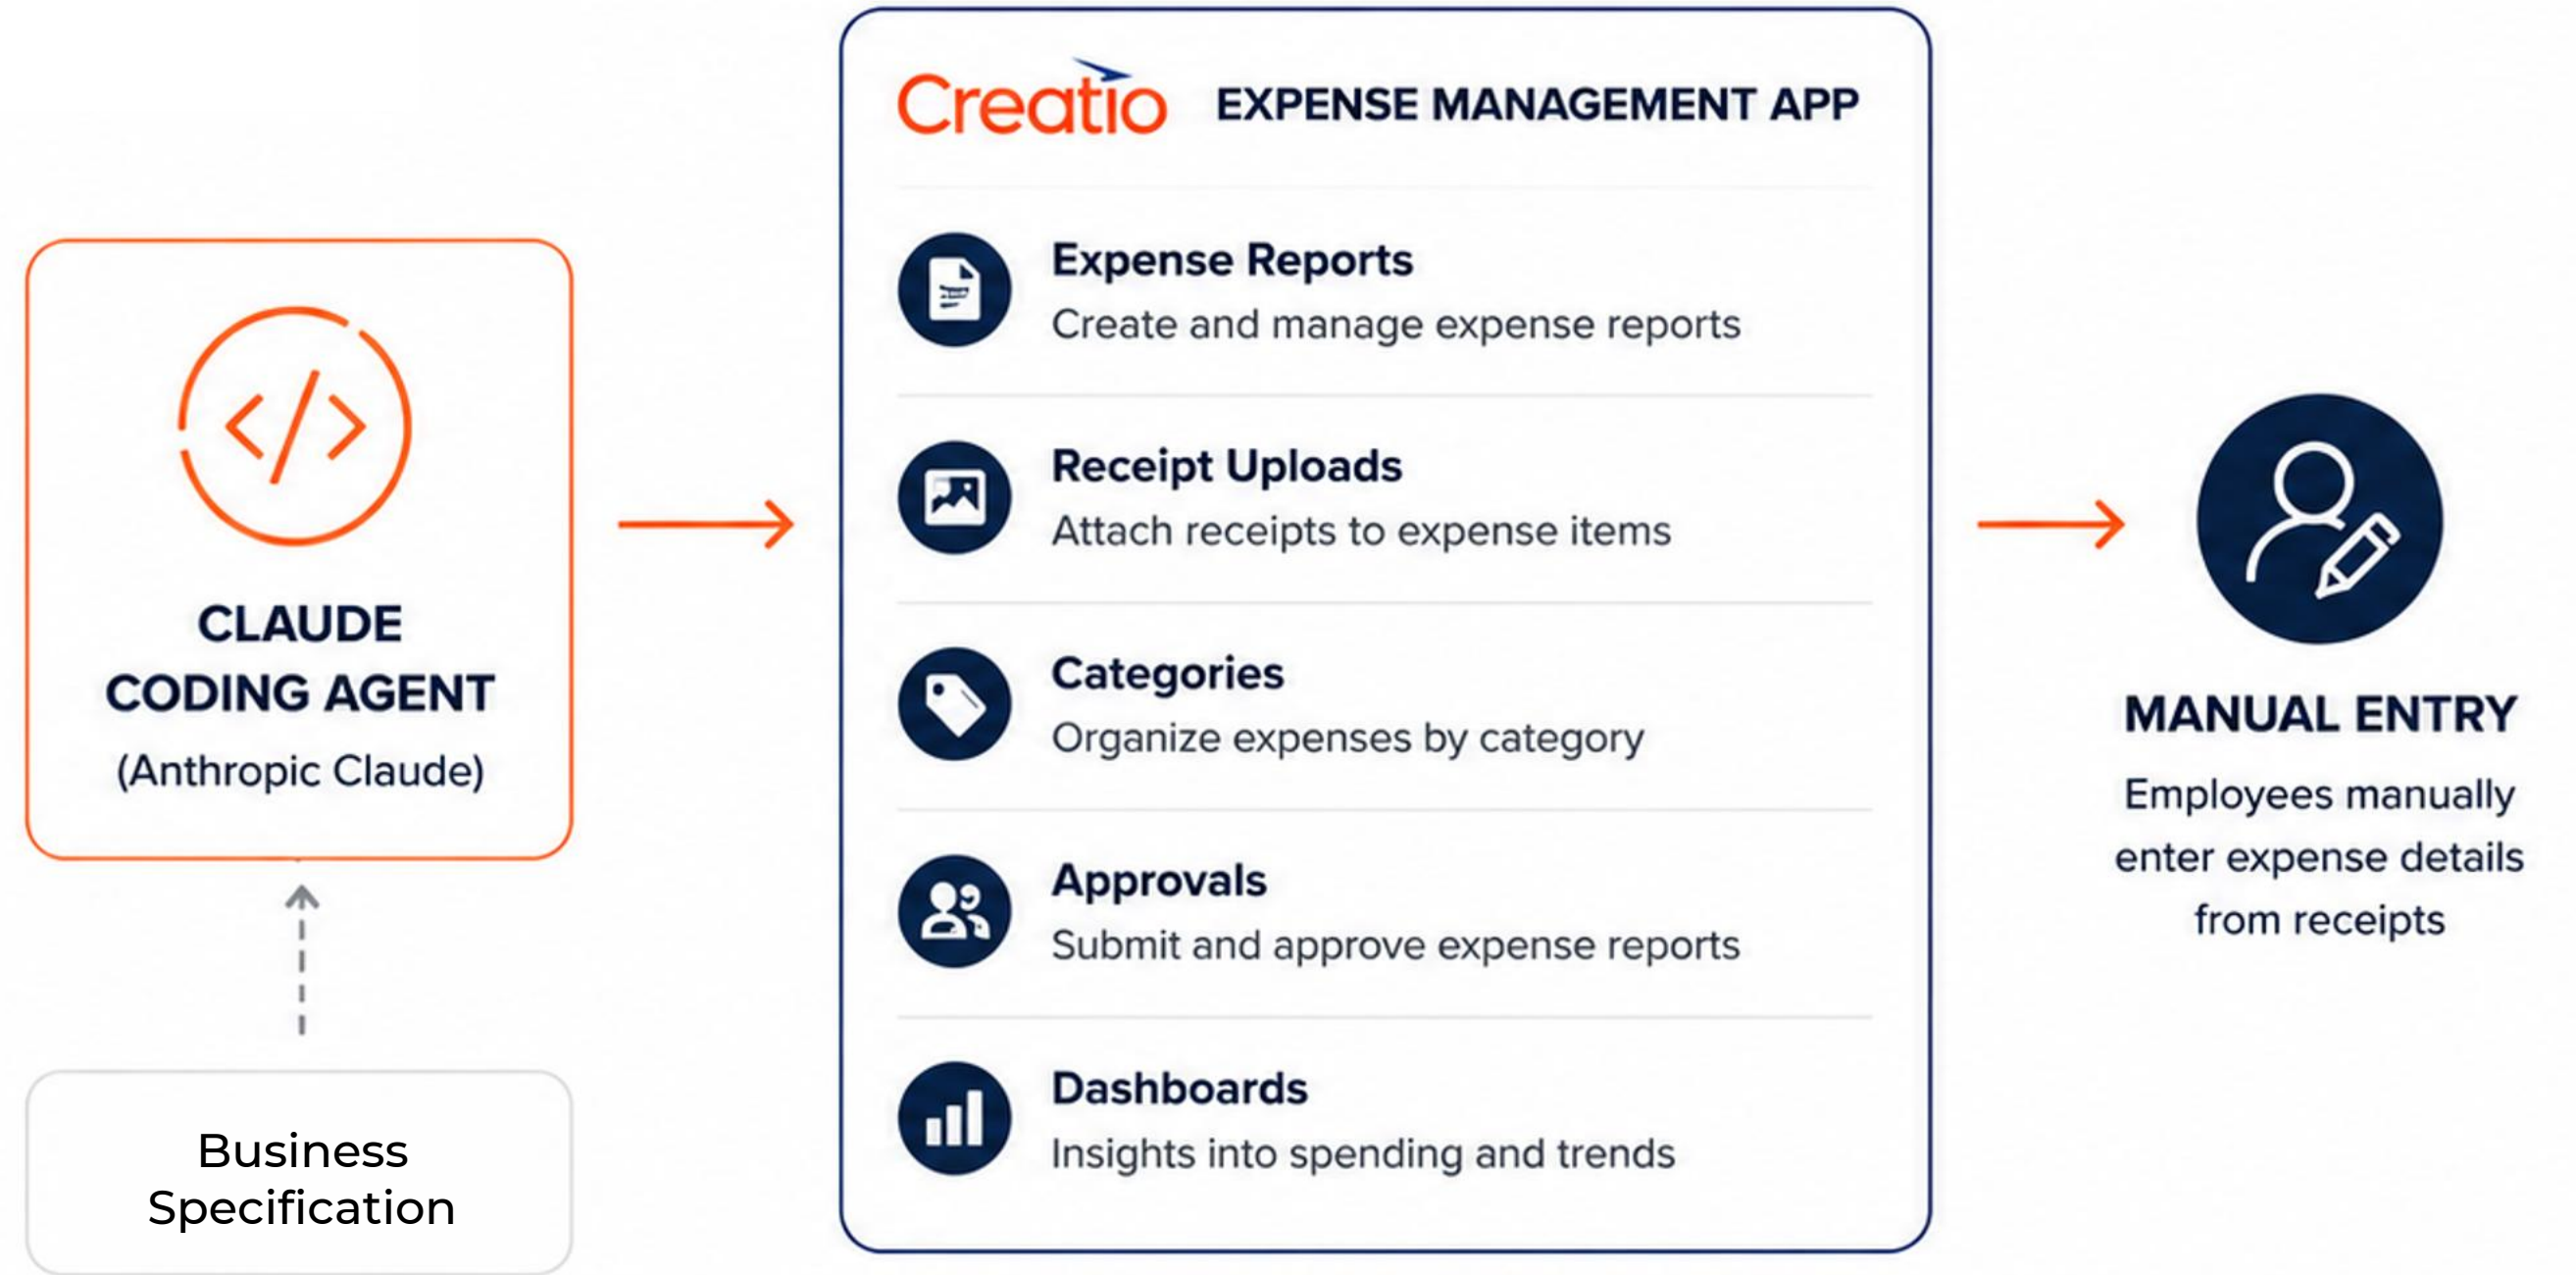 CLAUDE
CODING AGENT
(Anthropic Claude)
Business
Specification
Creatio EXPENSE MANAGEMENT APP
Expense Reports
Create and manage expense reports
Receipt Uploads
Attach receipts to expense items
Categories
Organize expenses by category
Approvals
Submit and approve expense reports
Dashboards
Insights into spending and trends
MANUAL ENTRY
Employees manually
enter expense details
from receipts